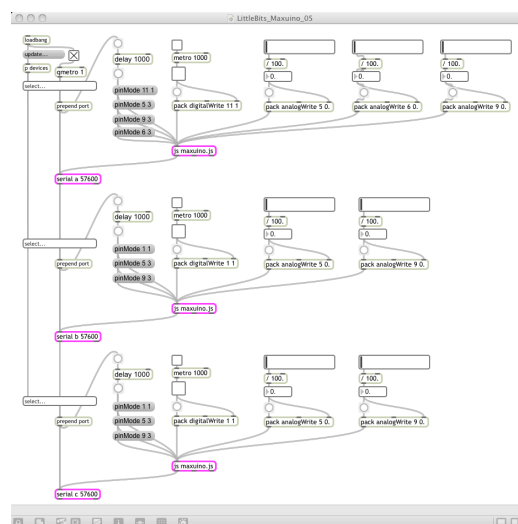 LittleBits_Maxuino_05
loadbang
update...
p devices
qmetro 1
select...
prepend port
delay 1000
pinMode 11 1
pinMode 5 3
pinMode 9 3
pinMode 6 3
metro 1000
pack digitalWrite 11 1
/ 100.
0.
pack analogWrite 5 0.
/ 100.
0.
pack analogWrite 6 0.
/ 100.
0.
pack analogWrite 9 0.
js maxuino.js
serial a 57600
select...
prepend port
delay 1000
pinMode 1 1
pinMode 5 3
pinMode 9 3
metro 1000
pack digitalWrite 1 1
/ 100.
0.
pack analogWrite 5 0.
/ 100.
0.
pack analogWrite 9 0.
js maxuino.js
serial b 57600
select...
prepend port
delay 1000
pinMode 1 1
pinMode 5 3
pinMode 9 3
metro 1000
pack digitalWrite 1 1
/ 100.
0.
pack analogWrite 5 0.
/ 100.
0.
pack analogWrite 9 0.
js maxuino.js
serial c 57600